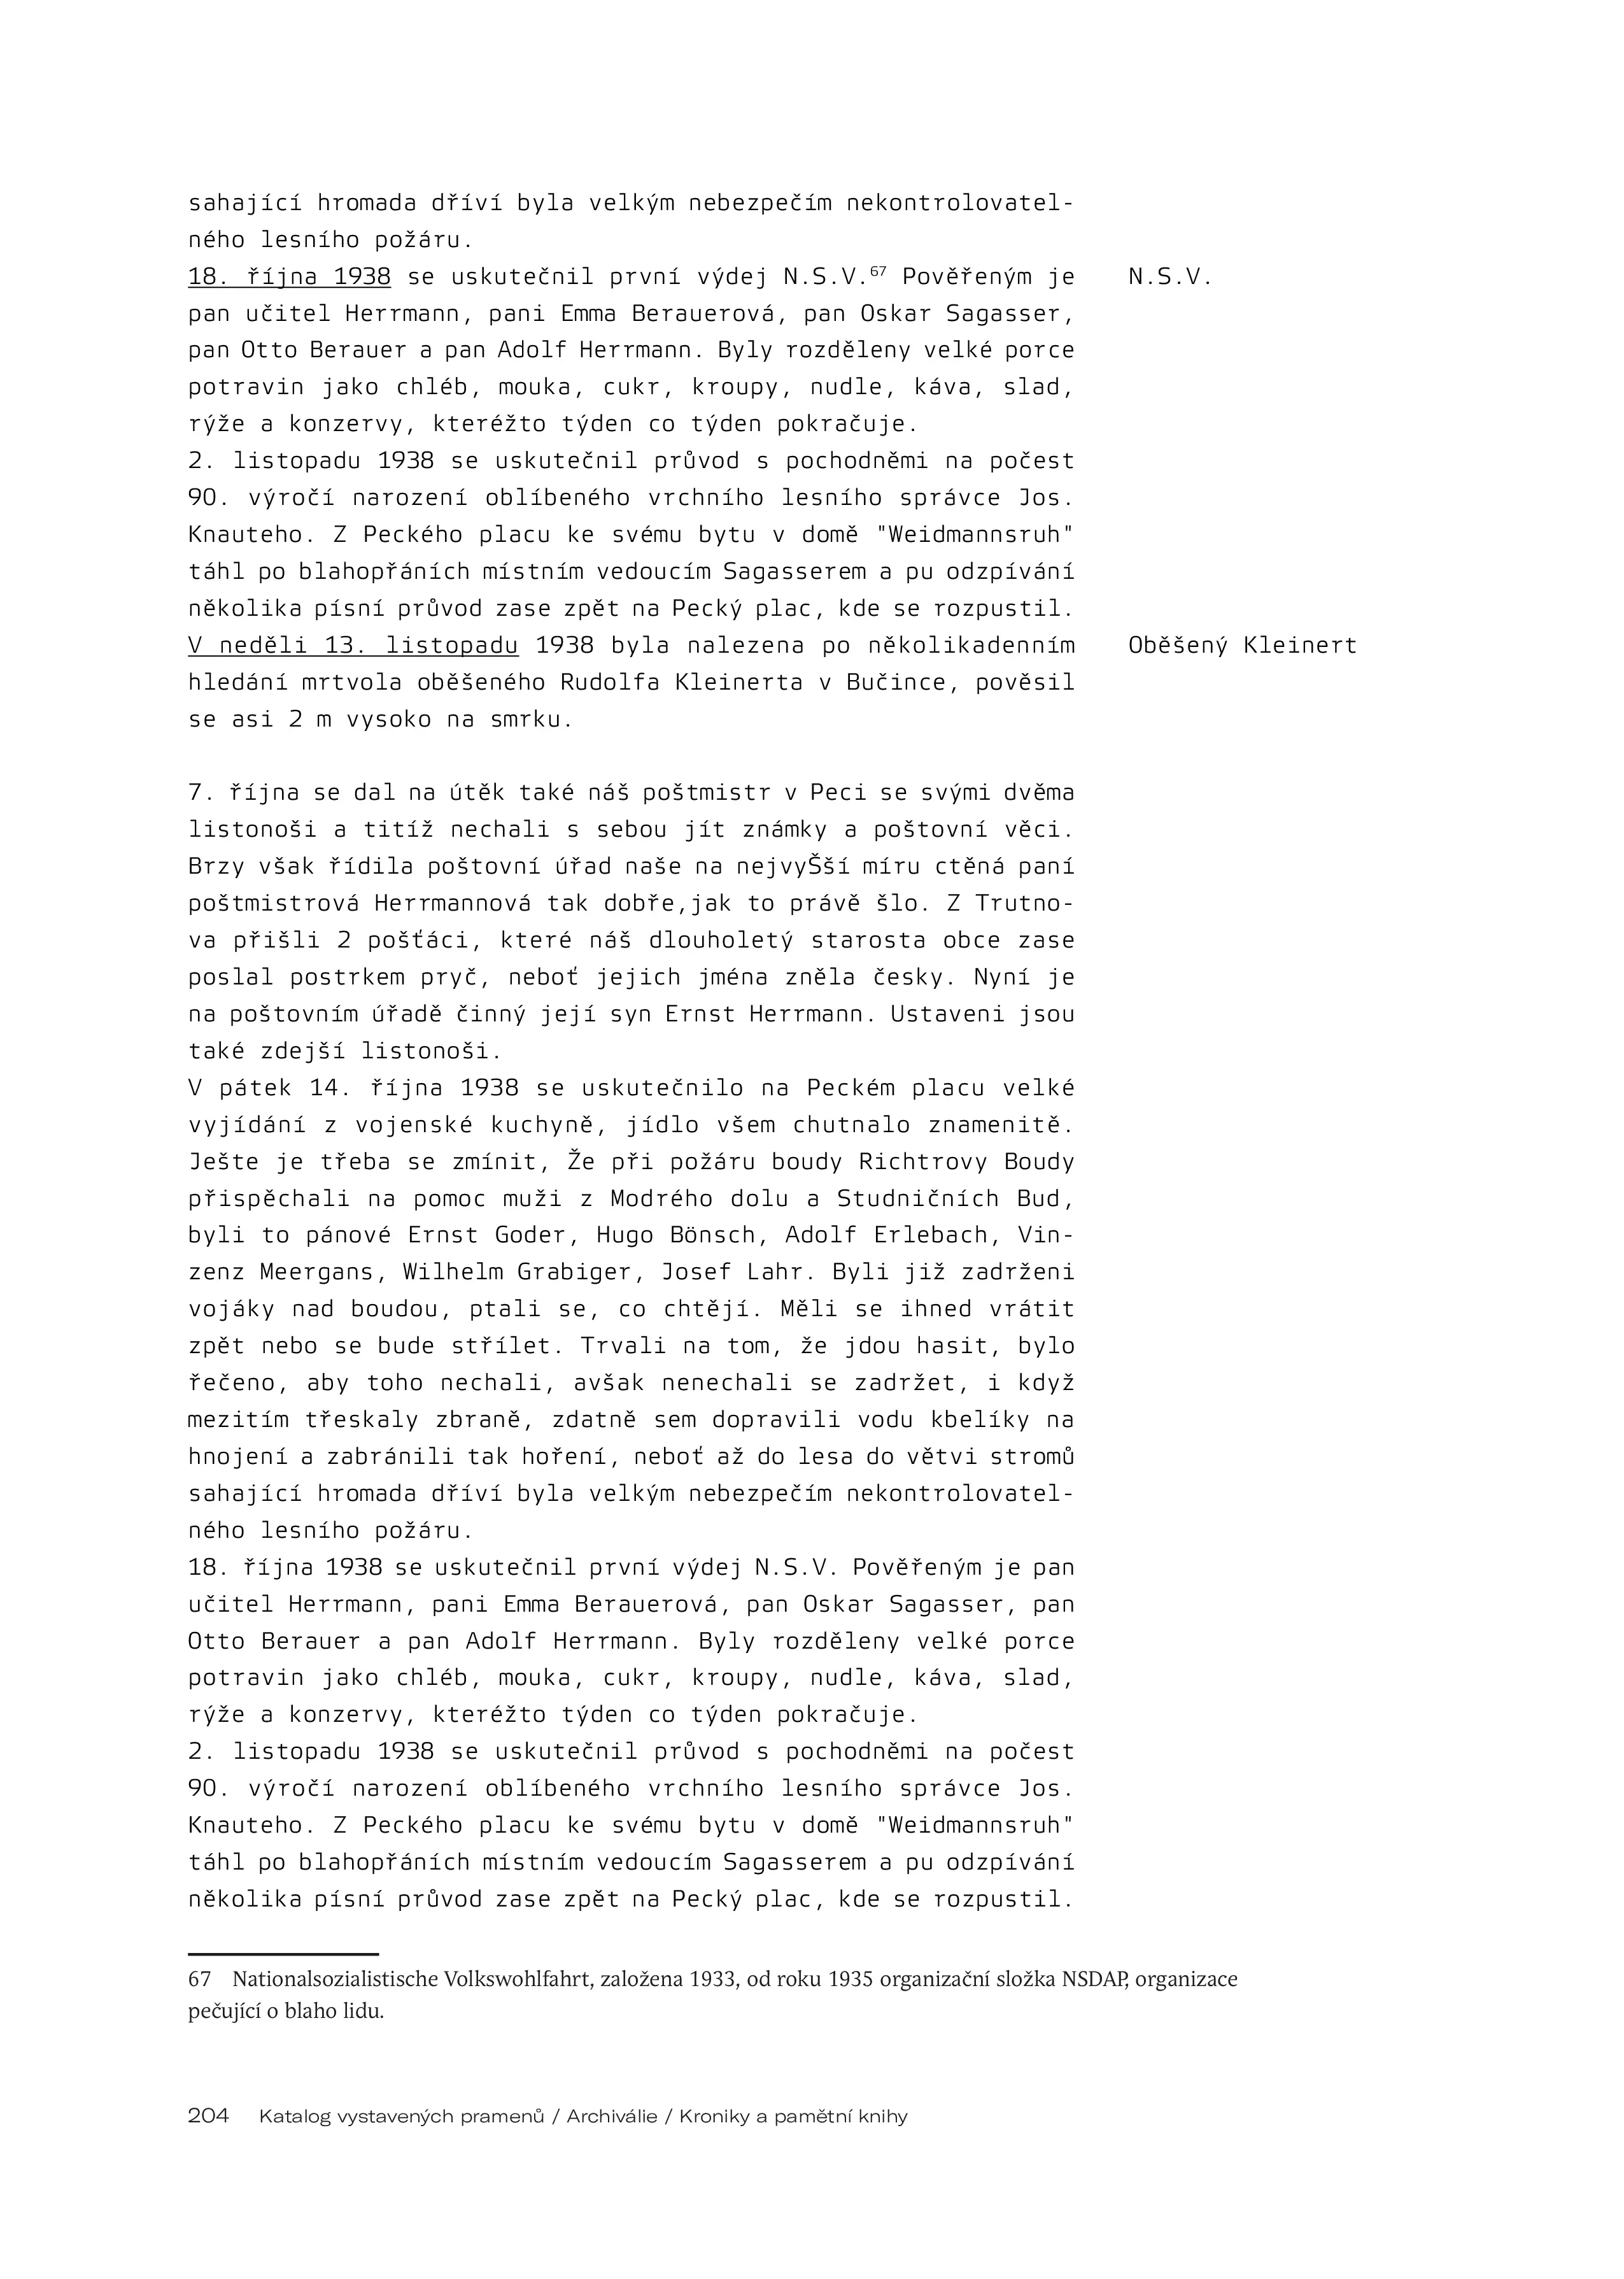 sahající hromada dříví byla velkým nebezpečím nekontrolovatel-
ného lesního požáru.
18. října 1938 se uskutečnil první výdej N.S.V.67 Pověřeným je N.S.V.
pan učitel Herrmann, pani Emma Berauerová, pan Oskar Sagasser,
pan Otto Berauer a pan Adolf Herrmann. Byly rozděleny velké porce
potravin jako chléb, mouka, cukr, kroupy, nudle, káva, slad,
rýže a konzervy, kteréžto týden co týden pokračuje.
2. listopadu 1938 se uskutečnil průvod s pochodněmi na počest
90. výročí narození oblíbeného vrchního lesního správce Jos.
Knauteho. Z Peckého placu ke svému bytu v domě "Weidmannsruh"
táhl po blahopřáních místním vedoucím Sagasserem a pu odzpívání
několika písní průvod zase zpět na Pecký plac, kde se rozpustil.
V neděli 13. listopadu 1938 byla nalezena po několikadenním Oběšený Kleinert
hledání mrtvola oběšeného Rudolfa Kleinerta v Bučince, pověsil
se asi 2 m vysoko na smrku.

7. října se dal na útěk také náš poštmistr v Peci se svými dvěma
listonoši a titíž nechali s sebou jít známky a poštovní věci.
Brzy však řídila poštovní úřad naše na nejvyŠší míru ctěná paní
poštmistrová Herrmannová tak dobře,jak to právě šlo. Z Trutno-
va přišli 2 pošťáci, které náš dlouholetý starosta obce zase
poslal postrkem pryč, neboť jejich jména zněla česky. Nyní je
na poštovním úřadě činný její syn Ernst Herrmann. Ustaveni jsou
také zdejší listonoši.
V pátek 14. října 1938 se uskutečnilo na Peckém placu velké
vyjídání z vojenské kuchyně, jídlo všem chutnalo znamenitě.
Ješte je třeba se zmínit, Že při požáru boudy Richtrovy Boudy
přispěchali na pomoc muži z Modrého dolu a Studničních Bud,
byli to pánové Ernst Goder, Hugo Bönsch, Adolf Erlebach, Vin-
zenz Meergans, Wilhelm Grabiger, Josef Lahr. Byli již zadrženi
vojáky nad boudou, ptali se, co chtějí. Měli se ihned vrátit
zpět nebo se bude střílet. Trvali na tom, že jdou hasit, bylo
řečeno, aby toho nechali, avšak nenechali se zadržet, i když
mezitím třeskaly zbraně, zdatně sem dopravili vodu kbelíky na
hnojení a zabránili tak hoření, neboť až do lesa do větvi stromů
sahající hromada dříví byla velkým nebezpečím nekontrolovatel-
ného lesního požáru.
18. října 1938 se uskutečnil první výdej N.S.V. Pověřeným je pan
učitel Herrmann, pani Emma Berauerová, pan Oskar Sagasser, pan
Otto Berauer a pan Adolf Herrmann. Byly rozděleny velké porce
potravin jako chléb, mouka, cukr, kroupy, nudle, káva, slad,
rýže a konzervy, kteréžto týden co týden pokračuje.
2. listopadu 1938 se uskutečnil průvod s pochodněmi na počest
90. výročí narození oblíbeného vrchního lesního správce Jos.
Knauteho. Z Peckého placu ke svému bytu v domě "Weidmannsruh"
táhl po blahopřáních místním vedoucím Sagasserem a pu odzpívání
několika písní průvod zase zpět na Pecký plac, kde se rozpustil.

67 Nationalsozialistische Volkswohlfahrt, založena 1933, od roku 1935 organizační složka NSDAP, organizace
pečující o blaho lidu.

204 Katalog vystavených pramenů / Archiválie / Kroniky a pamětní knihy